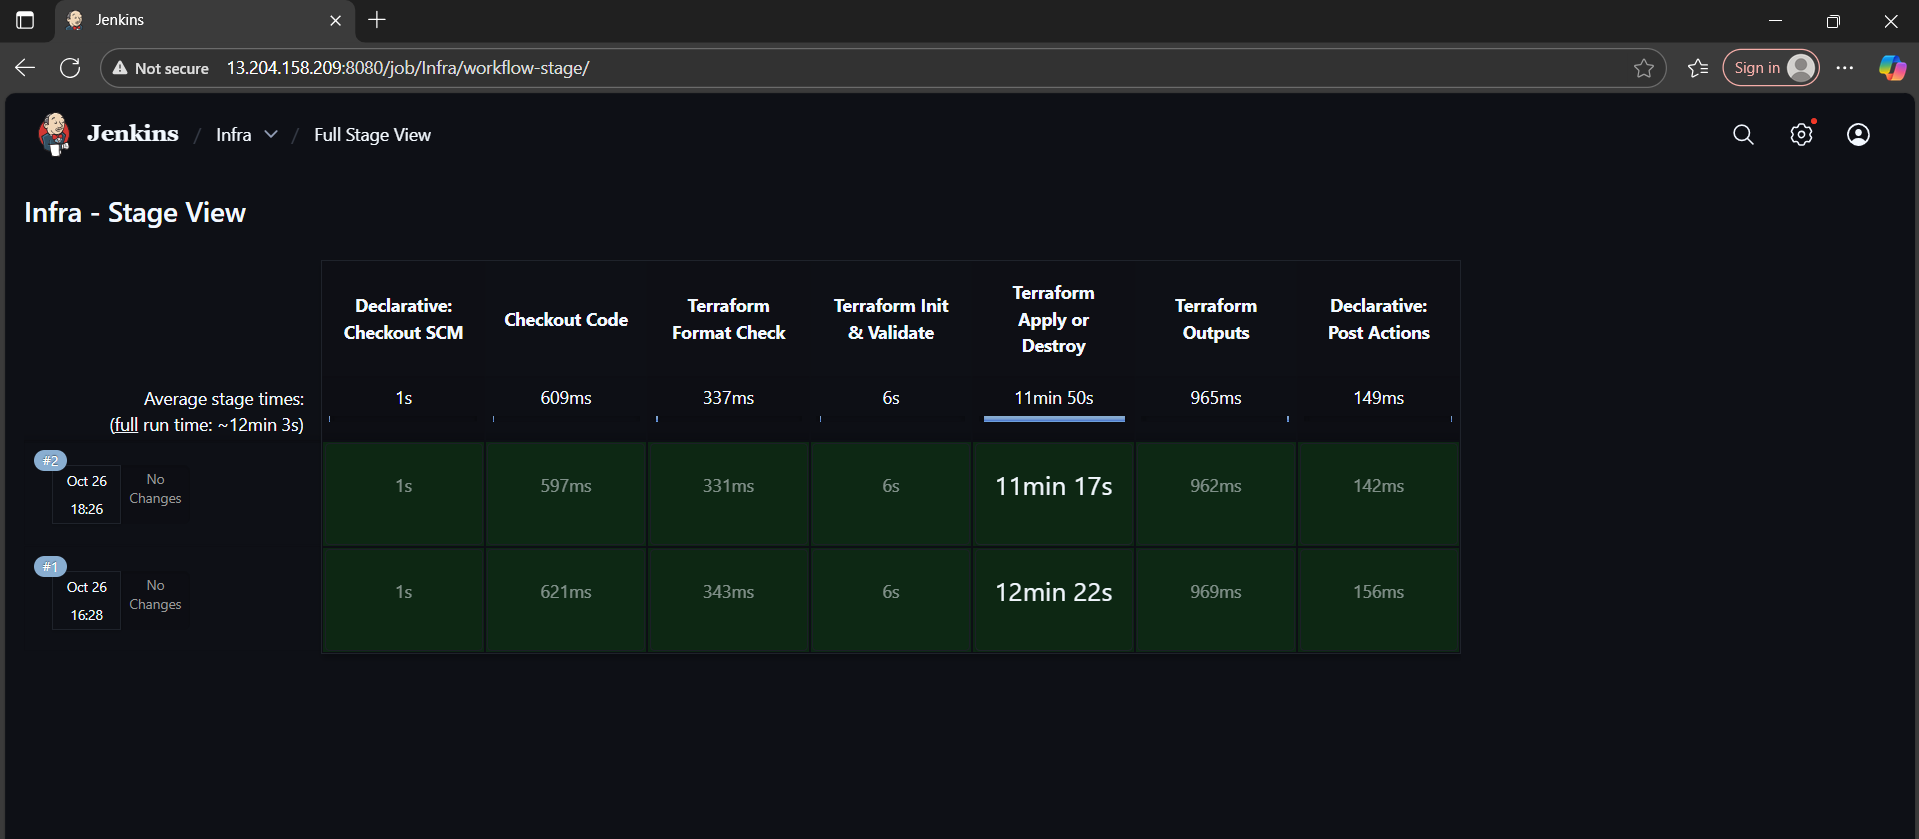 Jenkins
Not secure 13.204.158.209:8080/job/Infra/workflow-stage/
Sign in
Jenkins / Infra / Full Stage View
Infra - Stage View
Declarative: Checkout SCM
Checkout Code
Terraform Format Check
Terraform Init & Validate
Terraform Apply or Destroy
Terraform Outputs
Declarative: Post Actions
Average stage times:
(full run time: ~12min 3s)
1s 609ms 337ms 6s 11min 50s 965ms 149ms
#2
Oct 26
18:26
No Changes
1s 597ms 331ms 6s 11min 17s 962ms 142ms
#1
Oct 26
16:28
No Changes
1s 621ms 343ms 6s 12min 22s 969ms 156ms